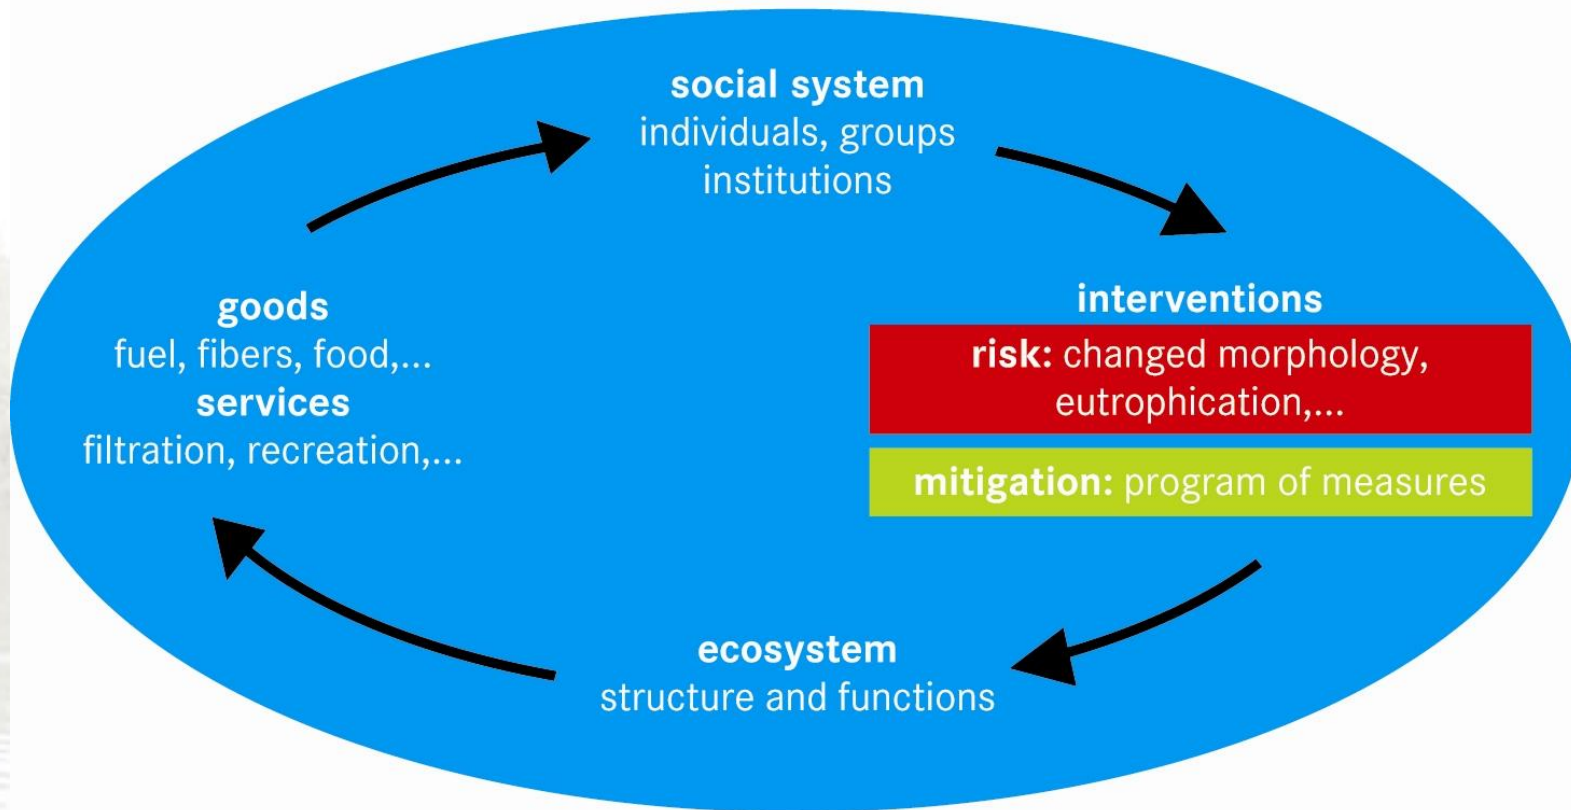 social system
individuals, groups
institutions
goods
fuel, fibers, food,...
services
filtration, recreation,...
interventions
risk: changed morphology,
eutrophication,...
mitigation: program of measures
ecosystem
structure and functions